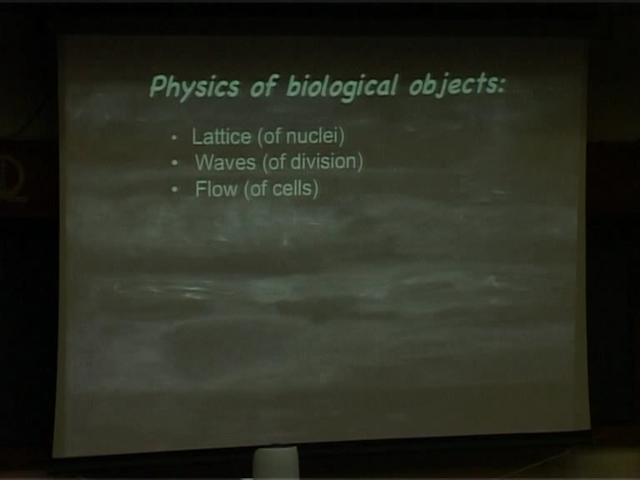 Physics of biological objects:
• Lattice (of nuclei)
• Waves (of division)
• Flow (of cells)